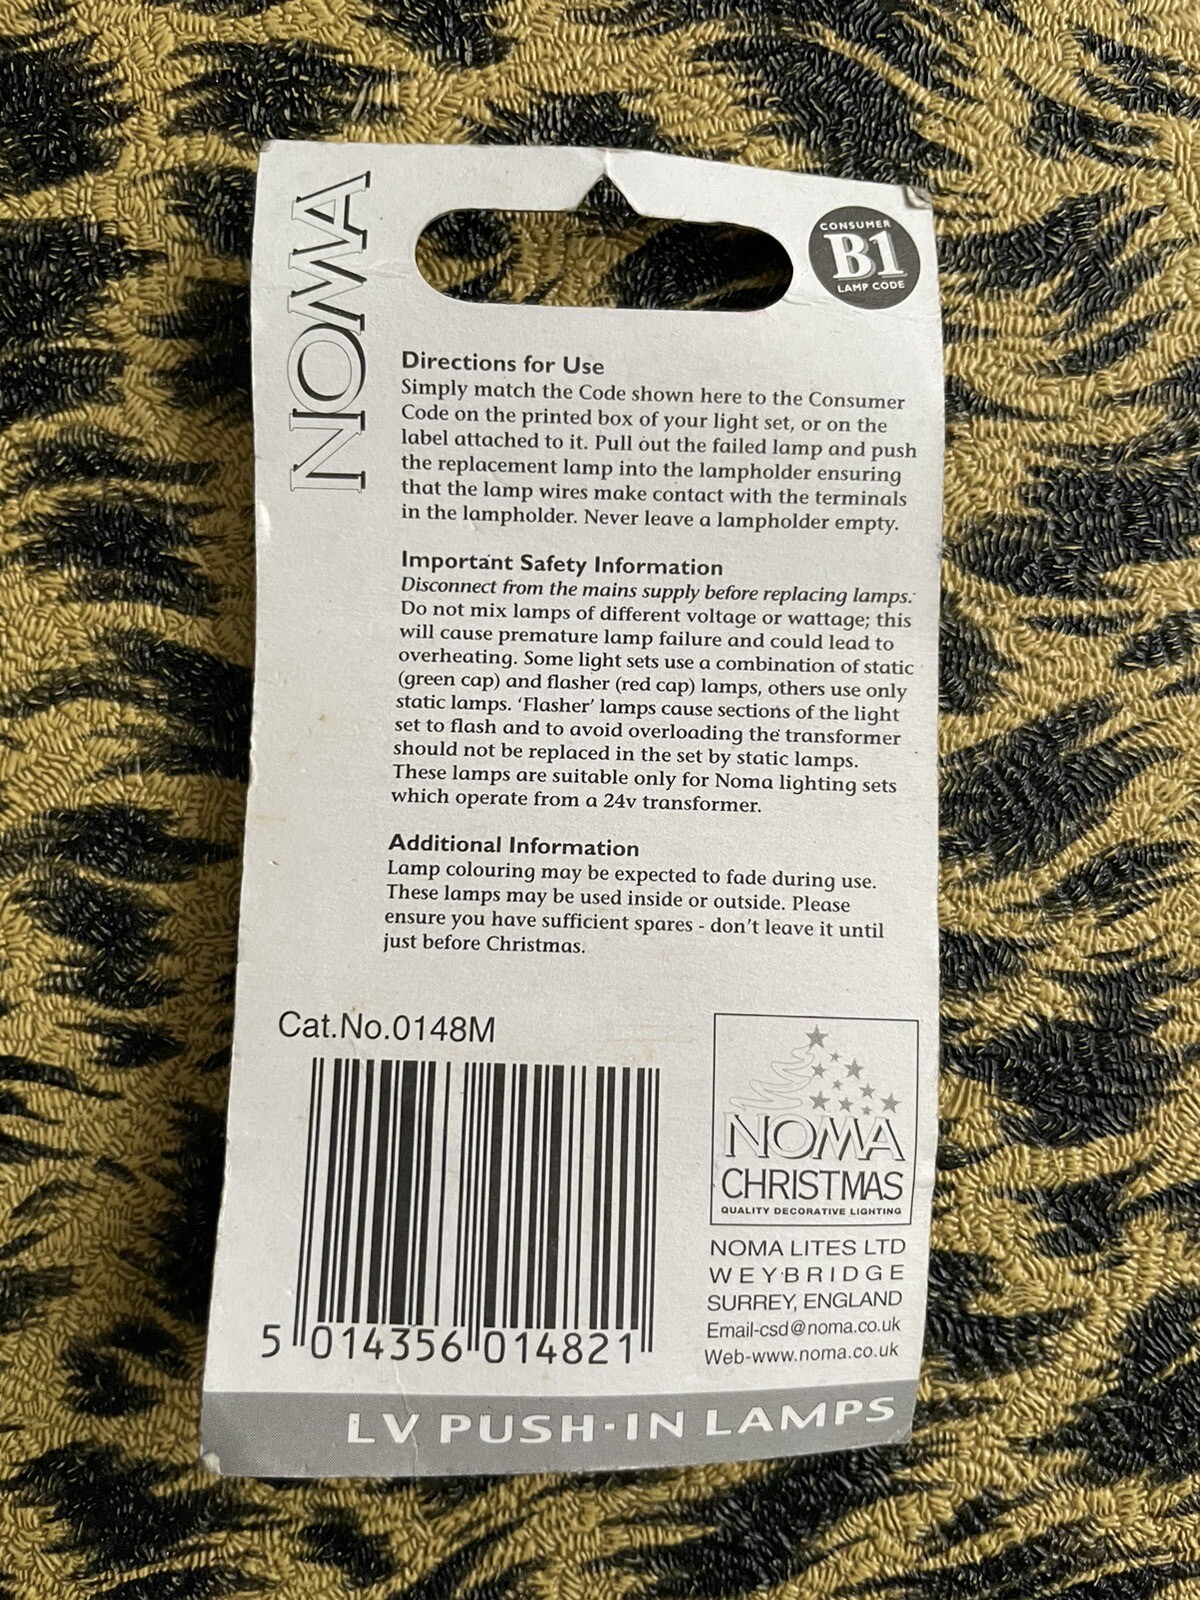 NOMA
CONSUMER
B1
LAMP CODE
Directions for Use
Simply match the Code shown here to the Consumer
Code on the printed box of your light set, or on the
label attached to it. Pull out the failed lamp and push
the replacement lamp into the lampholder ensuring
that the lamp wires make contact with the terminals
in the lampholder. Never leave a lampholder empty.
Important Safety Information
Disconnect from the mains supply before replacing lamps.
Do not mix lamps of different voltage or wattage; this
will cause premature lamp failure and could lead to
overheating. Some light sets use a combination of static
(green cap) and flasher (red cap) lamps, others use only
static lamps. ‘Flasher’ lamps cause sections of the light
set to flash and to avoid overloading the transformer
should not be replaced in the set by static lamps.
These lamps are suitable only for Noma lighting sets
which operate from a 24v transformer.
Additional Information
Lamp colouring may be expected to fade during use.
These lamps may be used inside or outside. Please
ensure you have sufficient spares - don’t leave it until
just before Christmas.
Cat.No.0148M
5 014356 014821
NOMA
CHRISTMAS
QUALITY DECORATIVE LIGHTING
NOMA LITES LTD
WEYBRIDGE
SURREY, ENGLAND
Email-csd@noma.co.uk
Web-www.noma.co.uk
LV PUSH-IN LAMPS